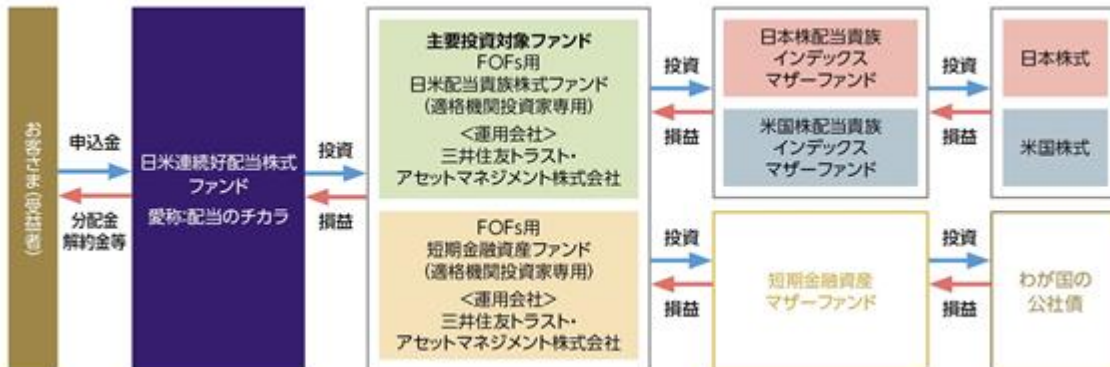 お客さま(受益者)
申込金
分配金
解約金等
日米連続好配当株式
ファンド
愛称:配当のチカラ
投資
損益
主要投資対象ファンド
FOFs用
日米配当貴族株式ファンド
(適格機関投資家専用)
<運用会社>
三井住友トラスト・
アセットマネジメント株式会社
FOFs用
短期金融資産ファンド
(適格機関投資家専用)
<運用会社>
三井住友トラスト・
アセットマネジメント株式会社
投資
損益
日本株配当貴族
インデックス
マザーファンド
米国株配当貴族
インデックス
マザーファンド
投資
損益
日本株式
米国株式
投資
損益
短期金融資産
マザーファンド
投資
損益
わが国の
公社債